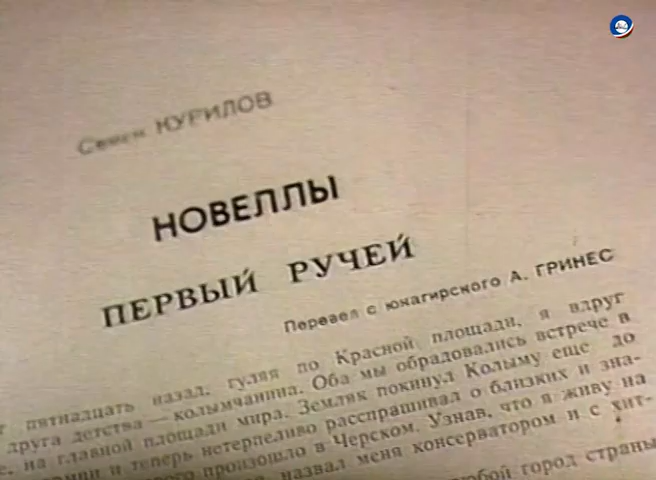 Семен КУРИЛОВ
НОВЕЛЛЫ
ПЕРВЫЙ РУЧЕЙ
Перевел с юкагирского А. ГРИНЕС
т пятнадцать назад, гуляя по Красной площади, я вдруг
друга детства — колымчанина. Оба мы обрадовались встрече в
е, на главной площади мира. Земляк покинул Колыму еще до
и теперь нетерпеливо расспрашивал о близких и зна-
произошло в Черском. Узнав, что я живу на
назвал меня консерватором и с хит-
любой город страны